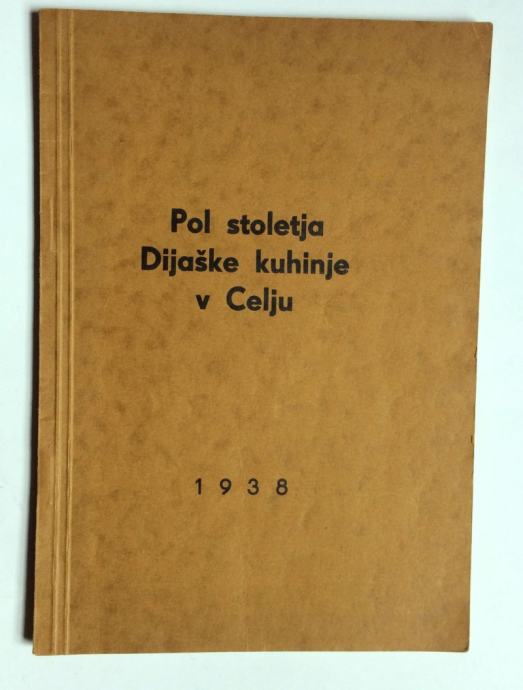 Pol stoletja
Dijaške kuhinje
v Celju
1938